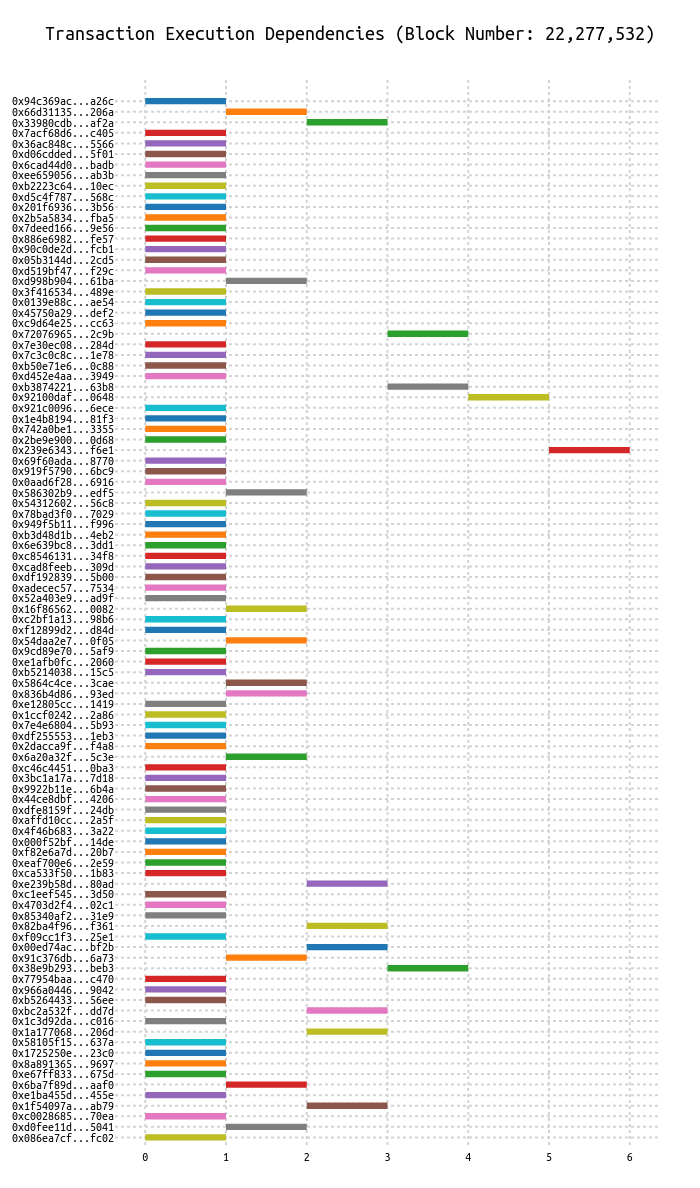 Transaction Execution Dependencies (Block Number: 22,277,532)
0x94c369ac...a26c
0x66d31135...206a
0x33980cdb...af2a
0x7acf68d6...c405
0x36ac848c...5566
0xd06cdded...5f01
0x6cad44d0...badb
0xee659056...ab3b
0xb2223c64...10ec
0xd5c4f787...568c
0x201f6936...3b56
0x2b5a5834...fba5
0x7deed166...9e56
0x886e6982...fe57
0x90c0de2d...fcb1
0x05b3144d...2cd5
0xd519bf47...f29c
0xd998b904...61ba
0x3f416534...489e
0x0139e88c...ae54
0x45750a29...def2
0xc9d64e25...cc63
0x72076965...2c9b
0x7e30ec08...284d
0x7c3c0c8c...1e78
0xb50e71e6...0c88
0xd452e4aa...3949
0xb3874221...63b8
0x92100daf...0648
0x921c0096...6ece
0x1e4b8194...81f3
0x742a0be1...3355
0x2be9e900...0d68
0x239e6343...f6e1
0x69f60ada...8770
0x919f5790...6bc9
0x0aad6f28...6916
0x586302b9...edf5
0x54312602...56c8
0x78bad3f0...7029
0x949f5b11...f996
0xb3d48d1b...4eb2
0x6e639bc8...3dd1
0xc8546131...34f8
0xcad8feeb...309d
0xdf192839...5b00
0xadecec57...7534
0x52a403e9...ad9f
0x16f86562...0082
0xc2bf1a13...98b6
0xf12899d2...d84d
0x54daa2e7...0f05
0x9cd89e70...5af9
0xe1afb0fc...2060
0xb5214038...15c5
0x5864c4ce...3cae
0x836b4d86...93ed
0xe12805cc...1419
0x1ccf0242...2a86
0x7e4e6804...5b93
0xdf255553...1eb3
0x2dacca9f...f4a8
0x6a20a32f...5c3e
0xc46c4451...0ba3
0x3bc1a17a...7d18
0x9922b11e...6b4a
0x44ce8dbf...4206
0xdfe8159f...24db
0xaffd10cc...2a5f
0x4f46b683...3a22
0x000f52bf...14de
0xf82e6a7d...20b7
0xeaf700e6...2e59
0xca533f50...1b83
0xe239b58d...80ad
0xc1eef545...3d50
0x4703d2f4...02c1
0x85340af2...31e9
0x82ba4f96...f361
0xf09cc1f3...25e1
0x00ed74ac...bf2b
0x91c376db...6a73
0x38e9b293...beb3
0x77954baa...c470
0x966a0446...9042
0xb5264433...56ee
0xbc2a532f...dd7d
0x1c3d92da...c016
0x1a177068...206d
0x58105f15...637a
0x1725250e...23c0
0x8a891365...9697
0xe67ff833...675d
0x6ba7f89d...aaf0
0xe1ba455d...455e
0x1f54097a...ab79
0xc0028685...70ea
0xd0fee11d...5041
0x086ea7cf...fc02
0 1 2 3 4 5 6